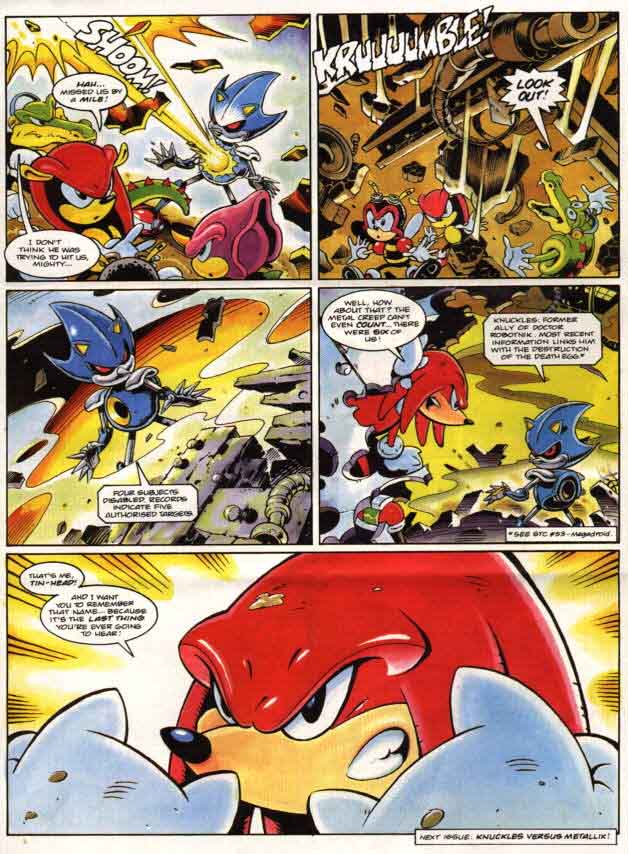 SHOOM!
HAH...
MISSED US BY
A MILE!
I DON'T
THINK HE WAS
TRYING TO HIT US,
MIGHTY...
KRUUUUMBLE!
LOOK
OUT!
FOUR SUBJECTS
DISABLED. RECORDS
INDICATE FIVE
AUTHORISED TARGETS.
WELL, HOW
ABOUT THAT? THE
METAL CREEP CAN'T
EVEN COUNT... THERE
WERE SIX OF
US!
KNUCKLES: FORMER
ALLY OF DOCTOR
ROBOTNIK. MOST RECENT
INFORMATION LINKS HIM
WITH THE DESTRUCTION
OF THE DEATH EGG.*
*SEE STC #53 - Megadroid.
THAT'S ME,
TIN-HEAD!
AND I WANT
YOU TO REMEMBER
THAT NAME... BECAUSE
IT'S THE LAST THING
YOU'RE EVER GOING
TO HEAR!
NEXT ISSUE: KNUCKLES VERSUS METALLIX!